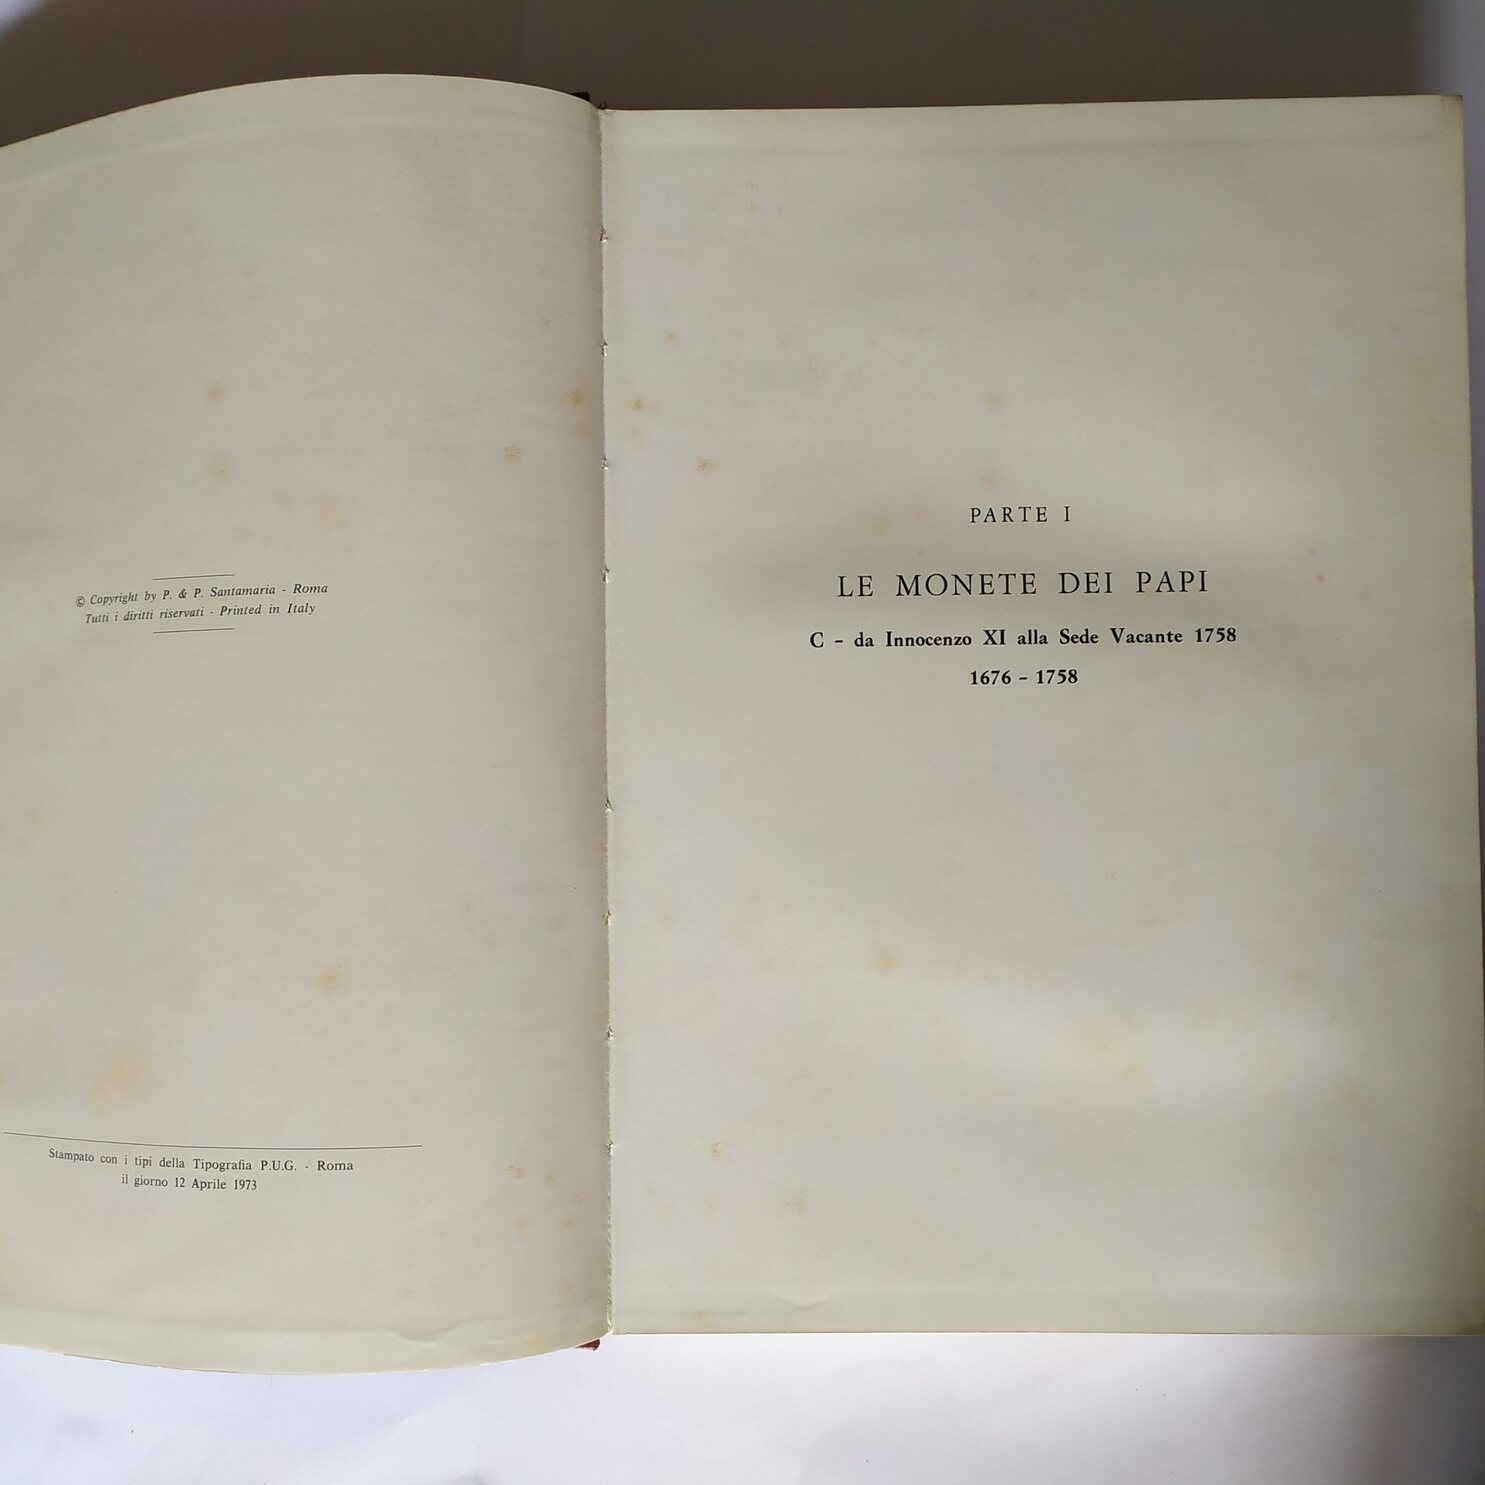 © Copyright by P. & P. Santamaria - Roma
Tutti i diritti riservati - Printed in Italy
Stampato con i tipi della Tipografia P.U.G. - Roma
il giorno 12 Aprile 1973
PARTE I
LE MONETE DEI PAPI
C - da Innocenzo XI alla Sede Vacante 1758
1676 - 1758